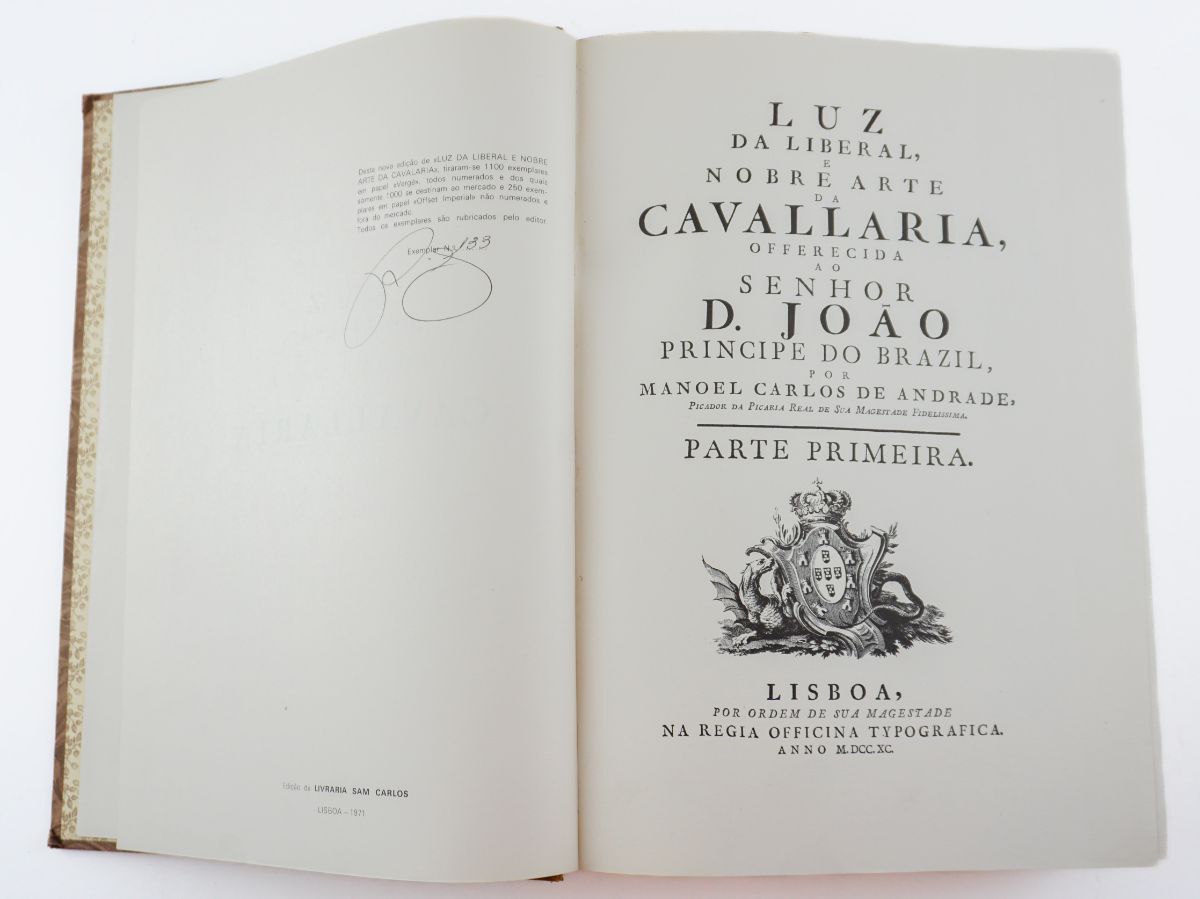 Desta nova edição de «LUZ DA LIBERAL E NOBRE
ARTE DA CAVALARIA», tiraram-se 1100 exemplares
em papel «Vergé», todos numerados e dos quais
somente 1000 se destinam ao mercado e 250 exem-
plares em papel «Offset Imperial» não numerados e
fora do mercado.
Todos os exemplares são rubricados pelo editor
Exemplar N.º 133
Edição da LIVRARIA SAM CARLOS
LISBOA — 1971
LUZ
DA LIBERAL,
E
NOBRE ARTE
DA
CAVALLARIA,
OFFERECIDA
AO
SENHOR
D. JOÃO
PRINCIPE DO BRAZIL,
POR
MANOEL CARLOS DE ANDRADE,
PICADOR DA PICARIA REAL DE SUA MAGESTADE FIDELISSIMA.
PARTE PRIMEIRA.
LISBOA,
POR ORDEM DE SUA MAGESTADE
NA REGIA OFFICINA TYPOGRAFICA.
ANNO M.DCC.XC.